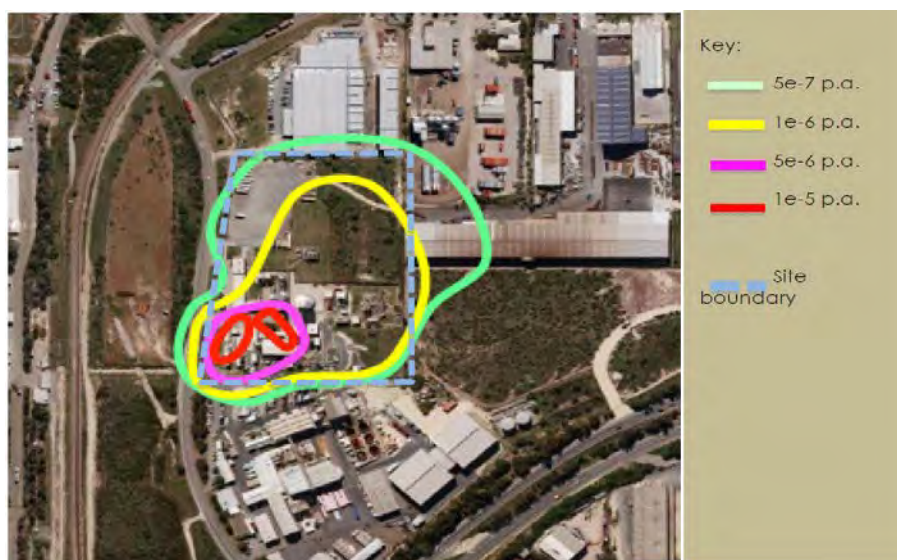 Key:
5e-7 p.a.
1e-6 p.a.
5e-6 p.a.
1e-5 p.a.
Site
boundary